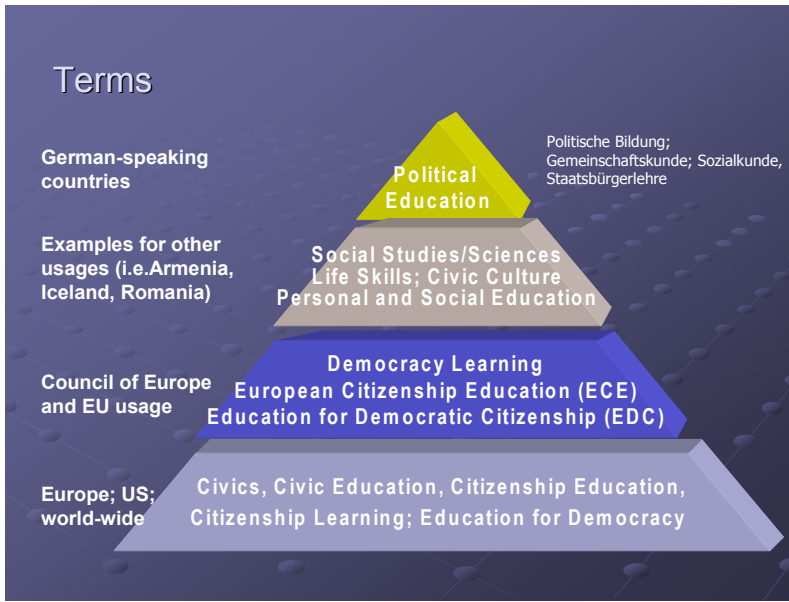 Terms
German-speaking
countries
Political
Education
Politische Bildung;
Gemeinschaftskunde; Sozialkunde,
Staatsbürgerlehre
Examples for other
usages (i.e.Armenia,
Iceland, Romania)
Social Studies/Sciences
Life Skills; Civic Culture
Personal and Social Education
Council of Europe
and EU usage
Democracy Learning
European Citizenship Education (ECE)
Education for Democratic Citizenship (EDC)
Europe; US;
world-wide
Civics, Civic Education, Citizenship Education,
Citizenship Learning; Education for Democracy